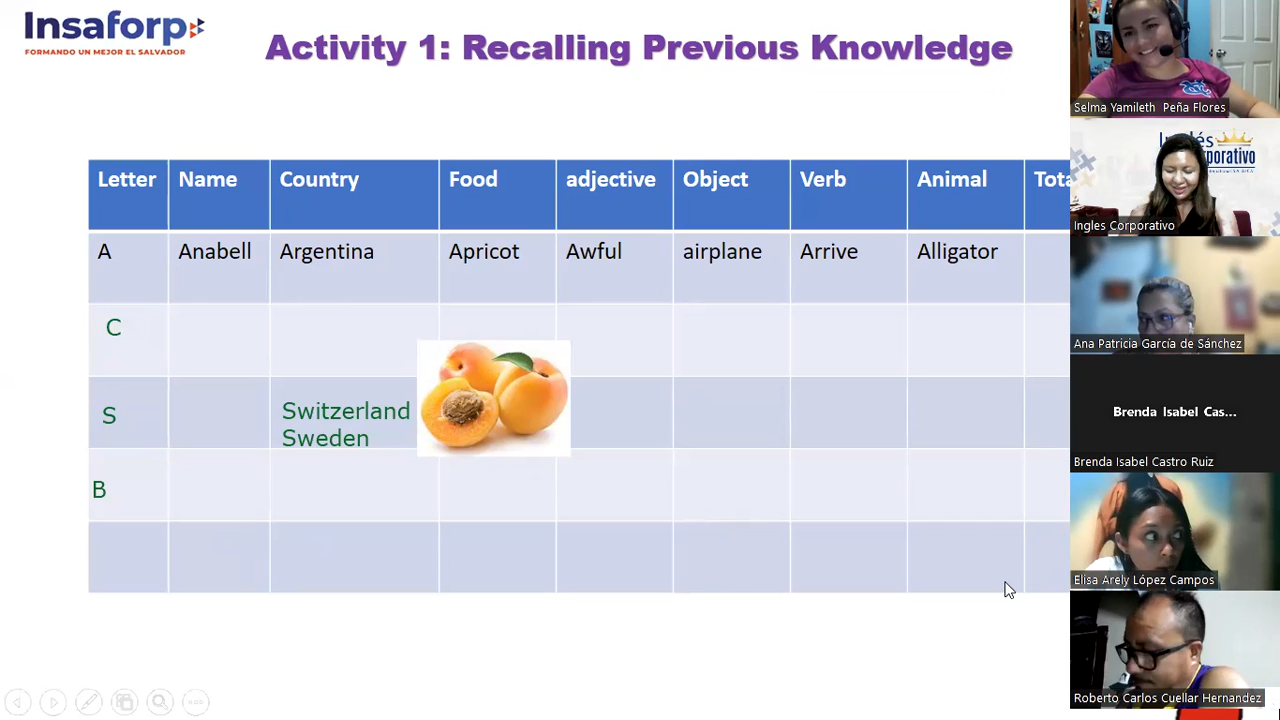 Insaforp
FORMANDO UN MEJOR EL SALVADOR
Activity 1: Recalling Previous Knowledge
Letter Name Country Food adjective Object Verb Animal Tota
A Anabell Argentina Apricot Awful airplane Arrive Alligator
C
S Switzerland
Sweden
B
Selma Yamileth Peña Flores
Inglés
Ingles Corporativo
Ana Patricia García de Sánchez
Brenda Isabel Cas...
Brenda Isabel Castro Ruiz
Elisa Arely López Campos
Roberto Carlos Cuellar Hernandez